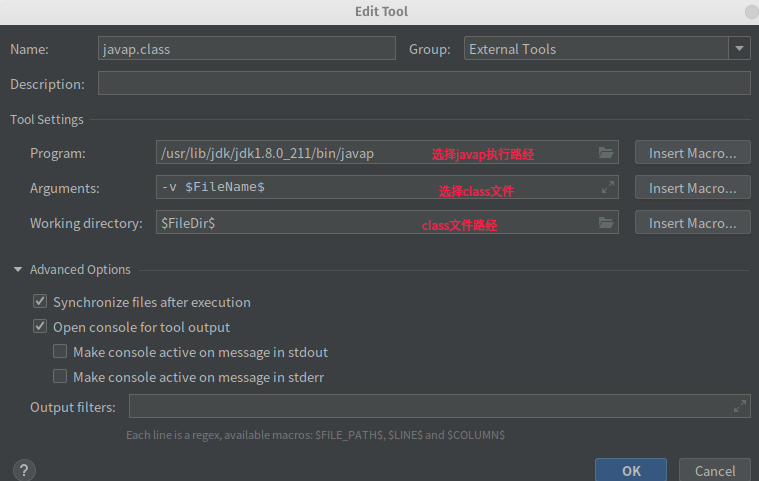 Edit Tool
Name: javap.class Group: External Tools
Description:
Tool Settings
Program: /usr/lib/jdk/jdk1.8.0_211/bin/javap 选择javap执行路经 Insert Macro...
Arguments: -v $FileName$ 选择class文件 Insert Macro...
Working directory: $FileDir$ class文件路经 Insert Macro...
Advanced Options
Synchronize files after execution
Open console for tool output
Make console active on message in stdout
Make console active on message in stderr
Output filters:
Each line is a regex, available macros: $FILE_PATH$, $LINE$ and $COLUMN$
? OK Cancel